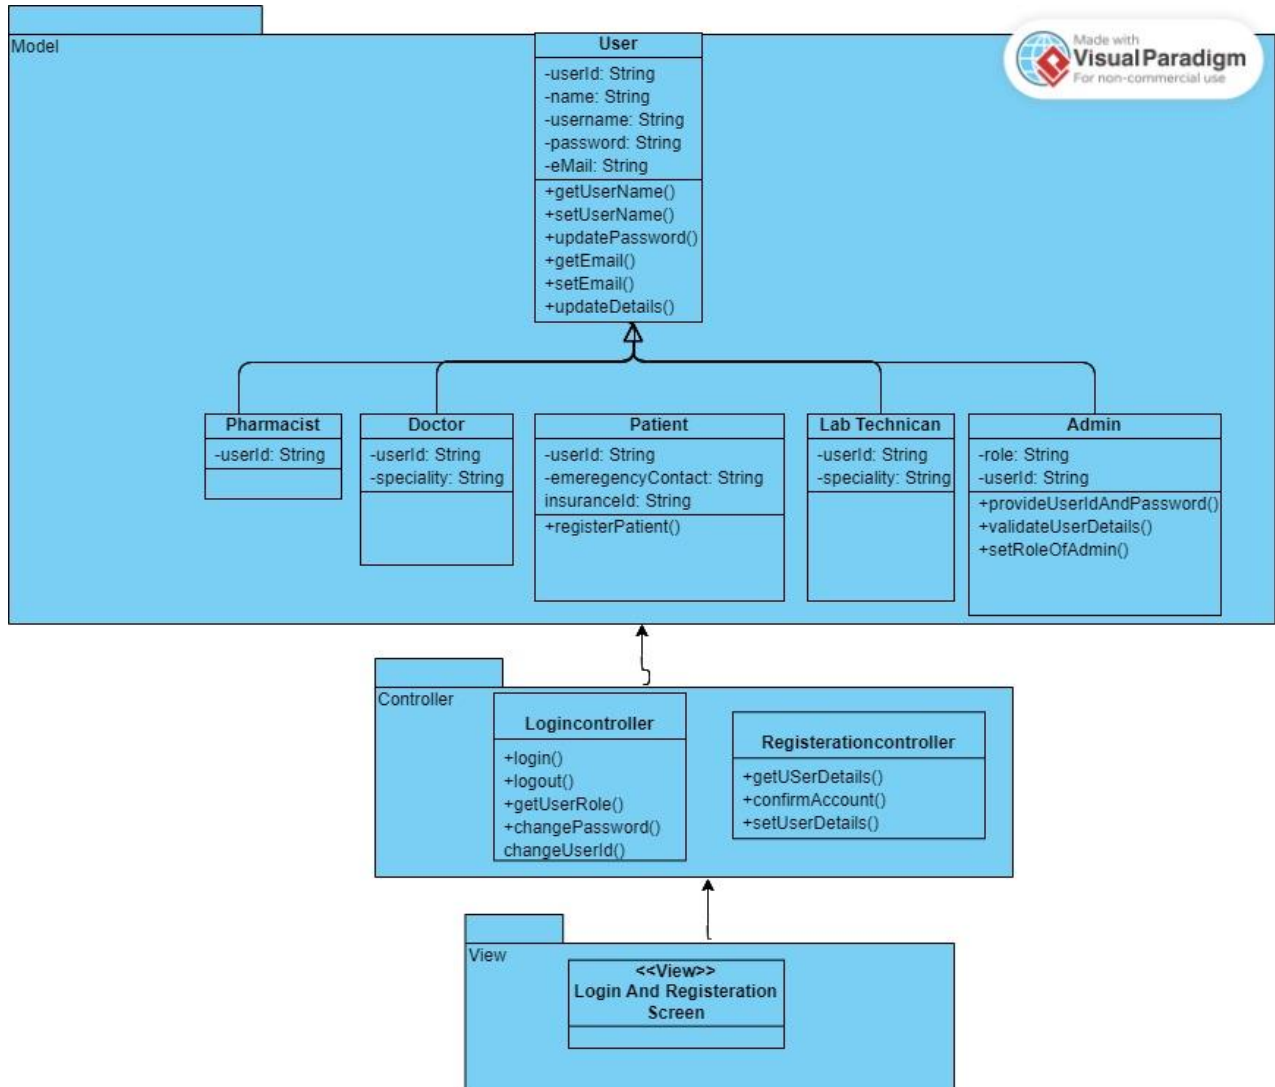 Model
Made with
Visual Paradigm
For non-commercial use
User
-userId: String
-name: String
-username: String
-password: String
-eMail: String
+getUserName()
+setUserName()
+updatePassword()
+getEmail()
+setEmail()
+updateDetails()
Pharmacist
-userId: String
Doctor
-userId: String
-speciality: String
Patient
-userId: String
-emeregencyContact: String
insuranceId: String
+registerPatient()
Lab Technican
-userId: String
-speciality: String
Admin
-role: String
-userId: String
+provideUserIdAndPassword()
+validateUserDetails()
+setRoleOfAdmin()
Controller
Logincontroller
+login()
+logout()
+getUserRole()
+changePassword()
changeUserId()
Registerationcontroller
+getUSerDetails()
+confirmAccount()
+setUserDetails()
View
<<View>>
Login And Registeration
Screen